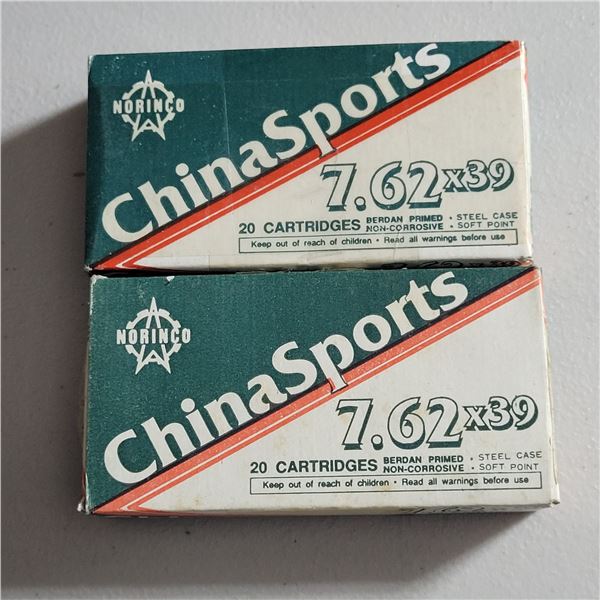 NORINCO
ChinaSports
7.62x39
20 CARTRIDGES BERDAN PRIMED • STEEL CASE
NON-CORROSIVE • SOFT POINT
Keep out of reach of children • Read all warnings before use
NORINCO
ChinaSports
7.62x39
20 CARTRIDGES BERDAN PRIMED • STEEL CASE
NON-CORROSIVE • SOFT POINT
Keep out of reach of children • Read all warnings before use